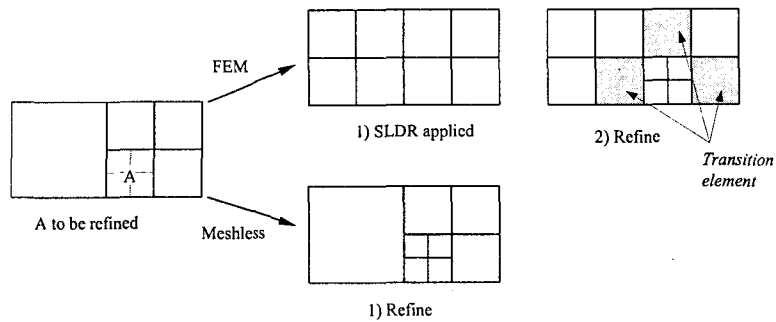 FEM
1) SLDR applied
2) Refine
Transition
element
A
A to be refined
Meshless
1) Refine